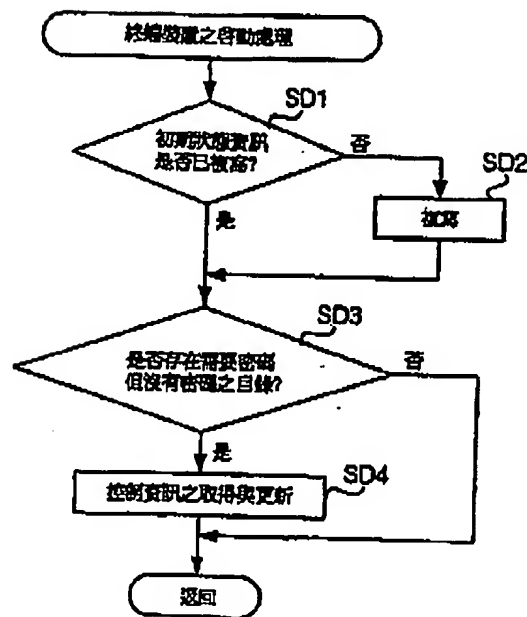 終端裝置之啓動處理
SD1
初期狀態資訊
是否已被寫?
否
SD2
是
SD3
是否存在需要密碼
但沒有密碼之目錄?
否
是
SD4
控制資訊之取得與更新
返回